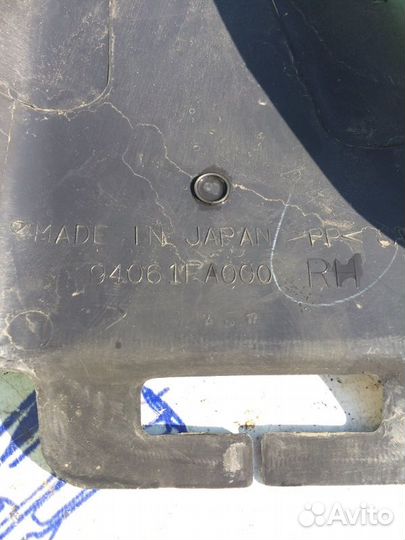 MADE IN JAPAN >PP<
94061FA000 RH
Avito